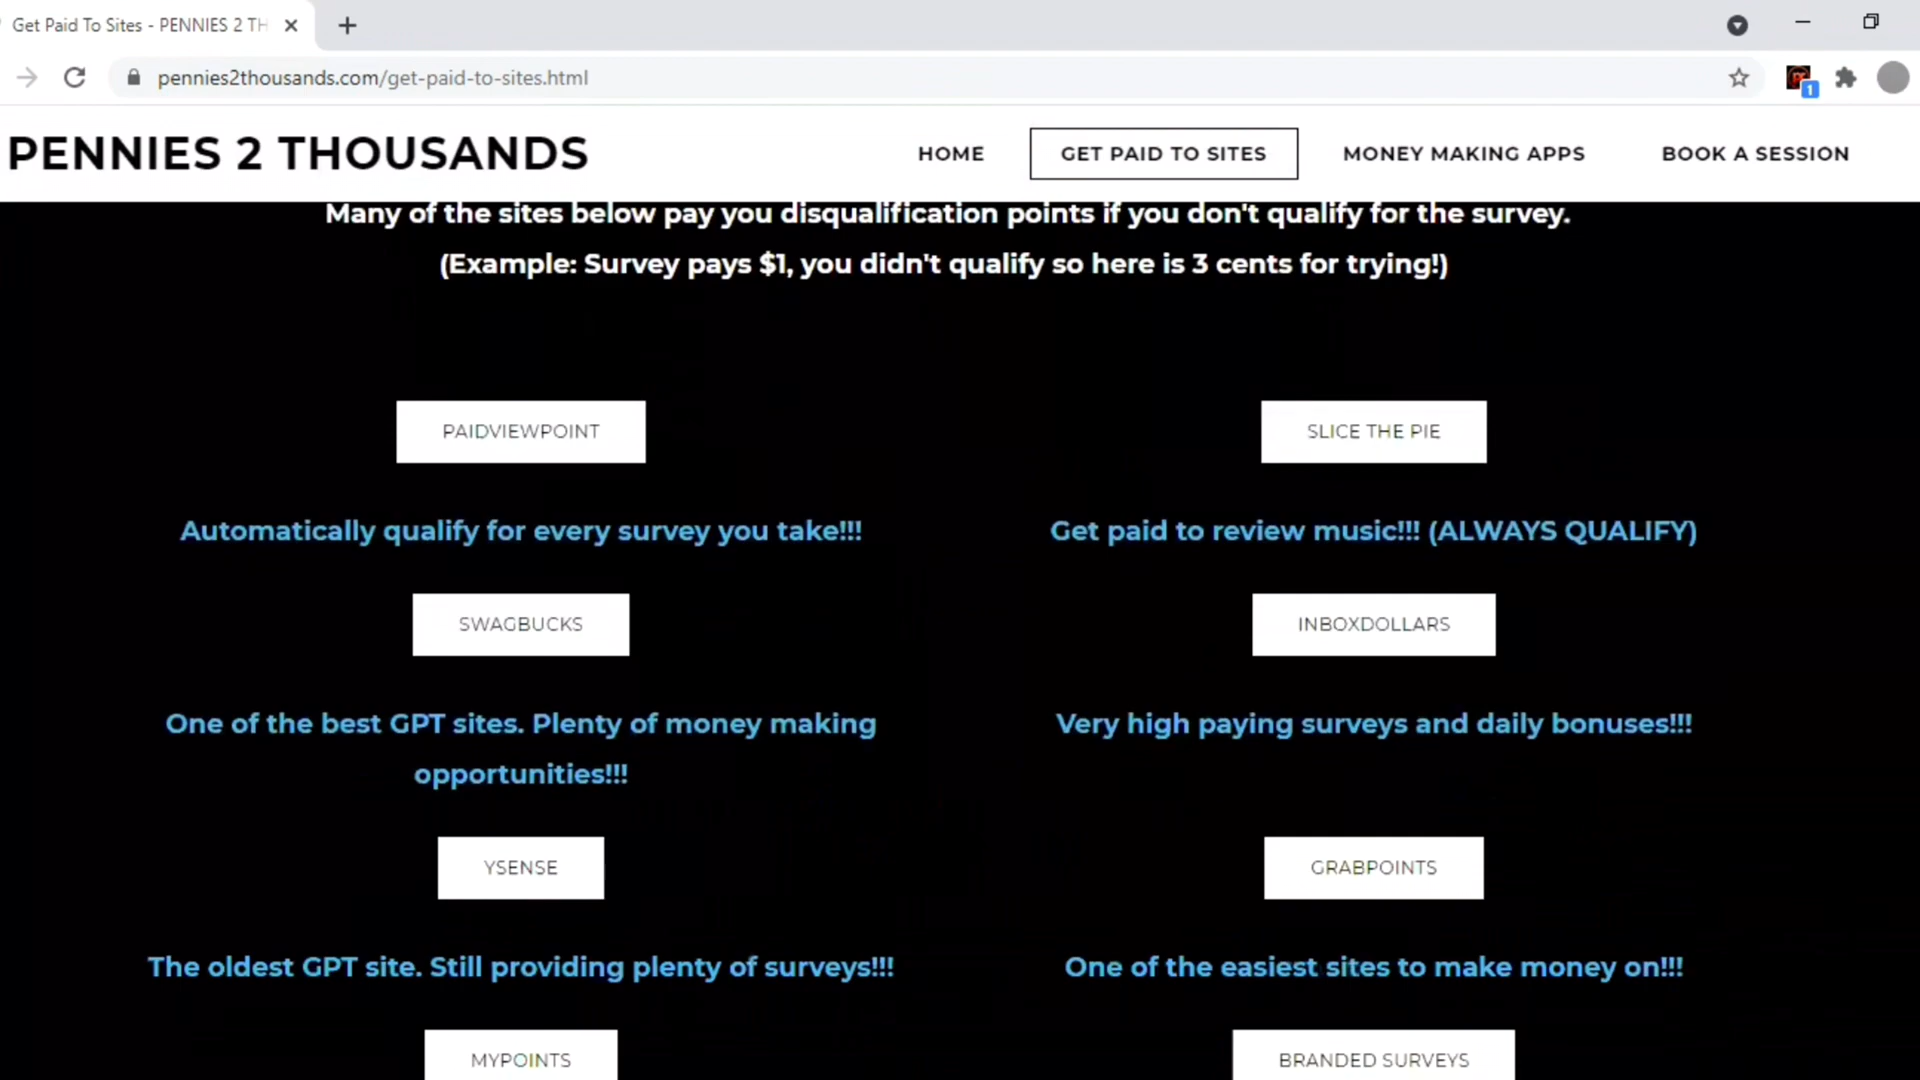 Get Paid To Sites - PENNIES 2 TH
pennies2thousands.com/get-paid-to-sites.html
1
PENNIES 2 THOUSANDS
HOME
GET PAID TO SITES
MONEY MAKING APPS
BOOK A SESSION
Many of the sites below pay you disqualification points if you don't qualify for the survey.
(Example: Survey pays $1, you didn't qualify so here is 3 cents for trying!)
PAIDVIEWPOINT
SLICE THE PIE
Automatically qualify for every survey you take!!!
Get paid to review music!!! (ALWAYS QUALIFY)
SWAGBUCKS
INBOXDOLLARS
One of the best GPT sites. Plenty of money making
opportunities!!!
Very high paying surveys and daily bonuses!!!
YSENSE
GRABPOINTS
The oldest GPT site. Still providing plenty of surveys!!!
One of the easiest sites to make money on!!!
MYPOINTS
BRANDED SURVEYS